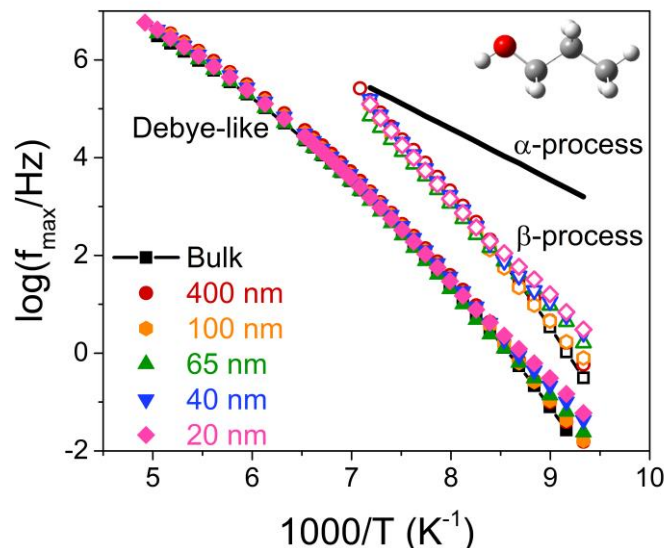 6
4
2
0
-2
log(f_max/Hz)
Debye-like
α-process
β-process
Bulk
400 nm
100 nm
65 nm
40 nm
20 nm
5 6 7 8 9 10
1000/T (K⁻¹)